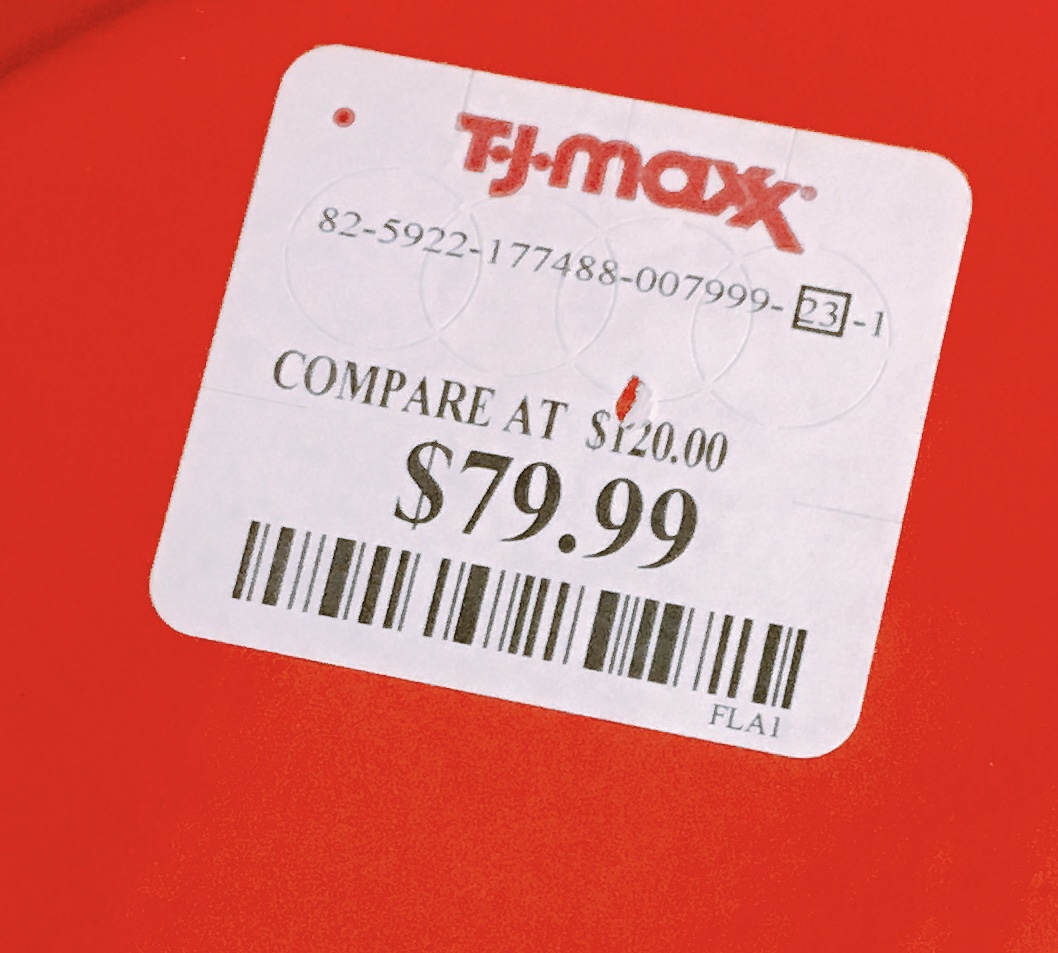 T.J.maxx®
82-5922-177488-007999-23-1
COMPARE AT $120.00
$79.99
FLA1